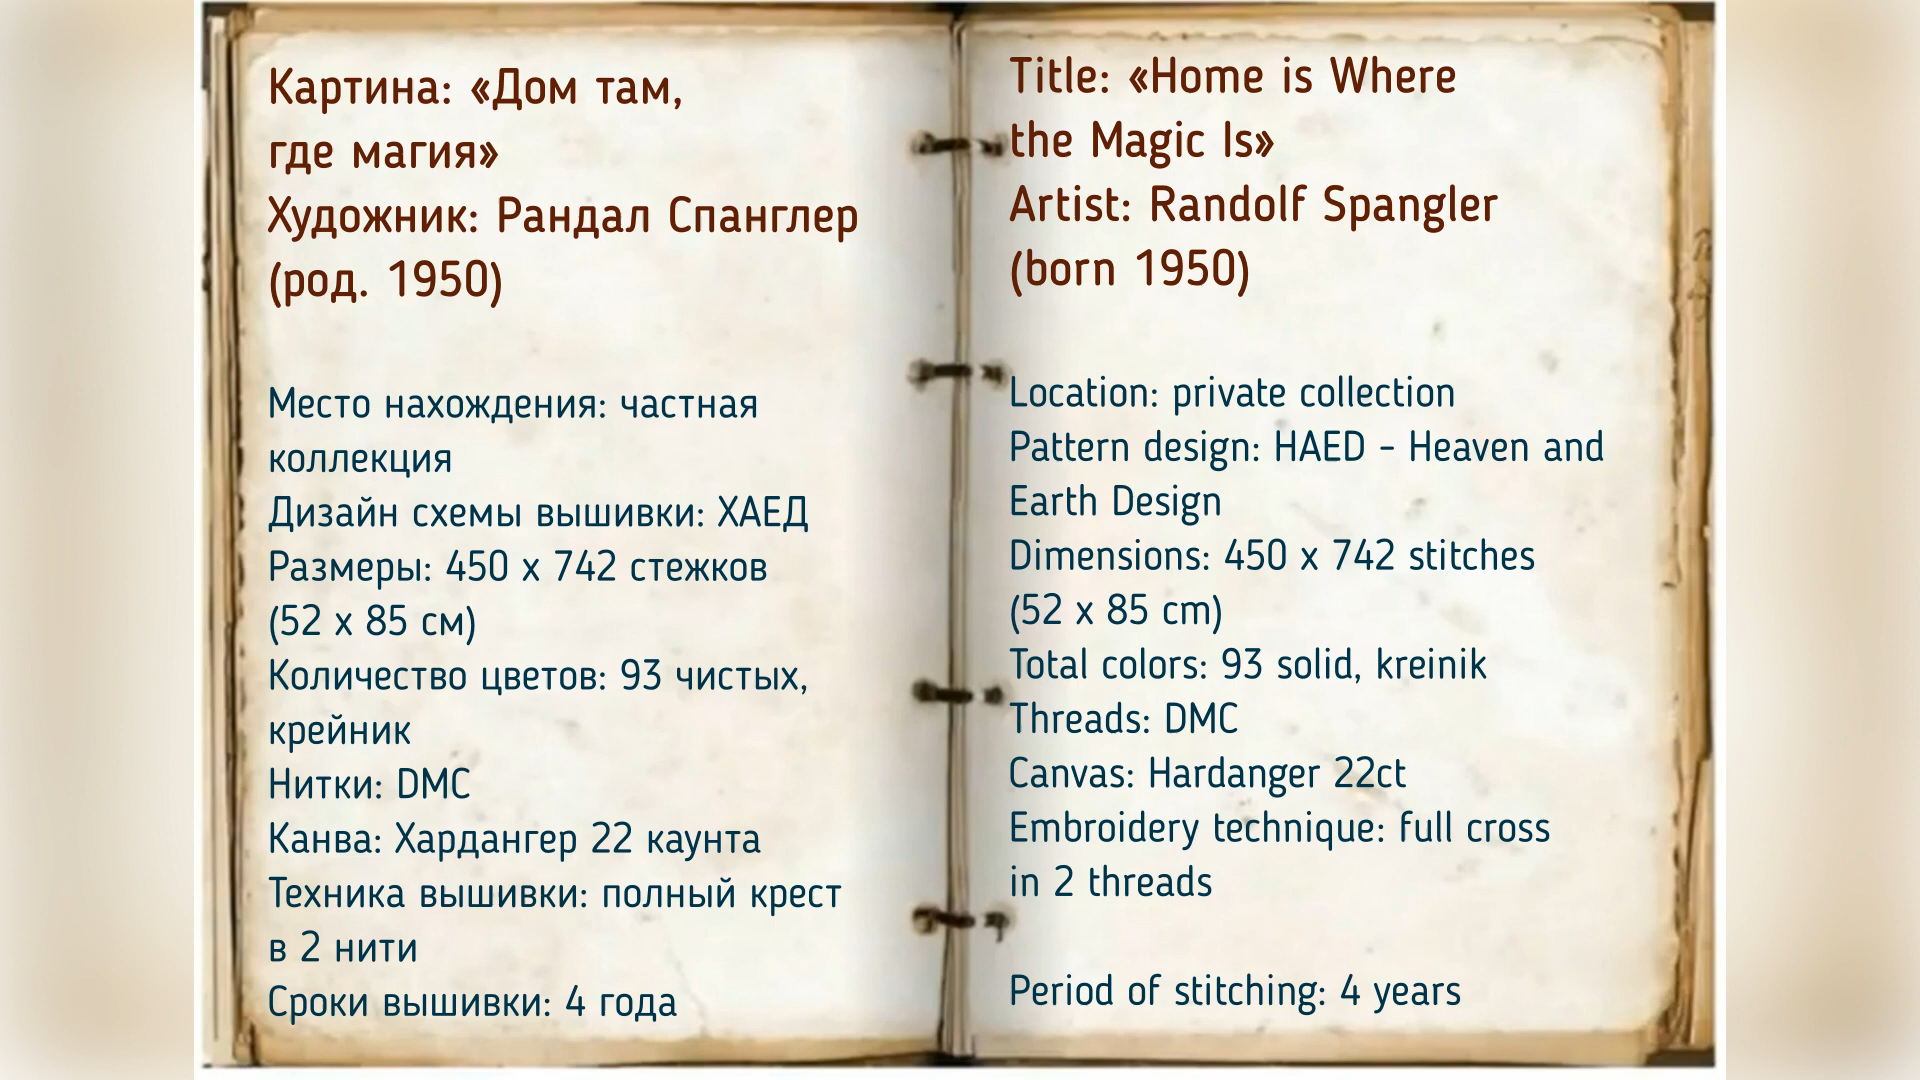 Картина: «Дом там,
где магия»
Художник: Рандал Спанглер
(род. 1950)
Место нахождения: частная
коллекция
Дизайн схемы вышивки: ХАЕД
Размеры: 450 х 742 стежков
(52 х 85 см)
Количество цветов: 93 чистых,
крейник
Нитки: DMC
Канва: Хардангер 22 каунта
Техника вышивки: полный крест
в 2 нити
Сроки вышивки: 4 года
Title: «Home is Where
the Magic Is»
Artist: Randolf Spangler
(born 1950)
Location: private collection
Pattern design: HAED - Heaven and
Earth Design
Dimensions: 450 x 742 stitches
(52 x 85 cm)
Total colors: 93 solid, kreinik
Threads: DMC
Canvas: Hardanger 22ct
Embroidery technique: full cross
in 2 threads
Period of stitching: 4 years